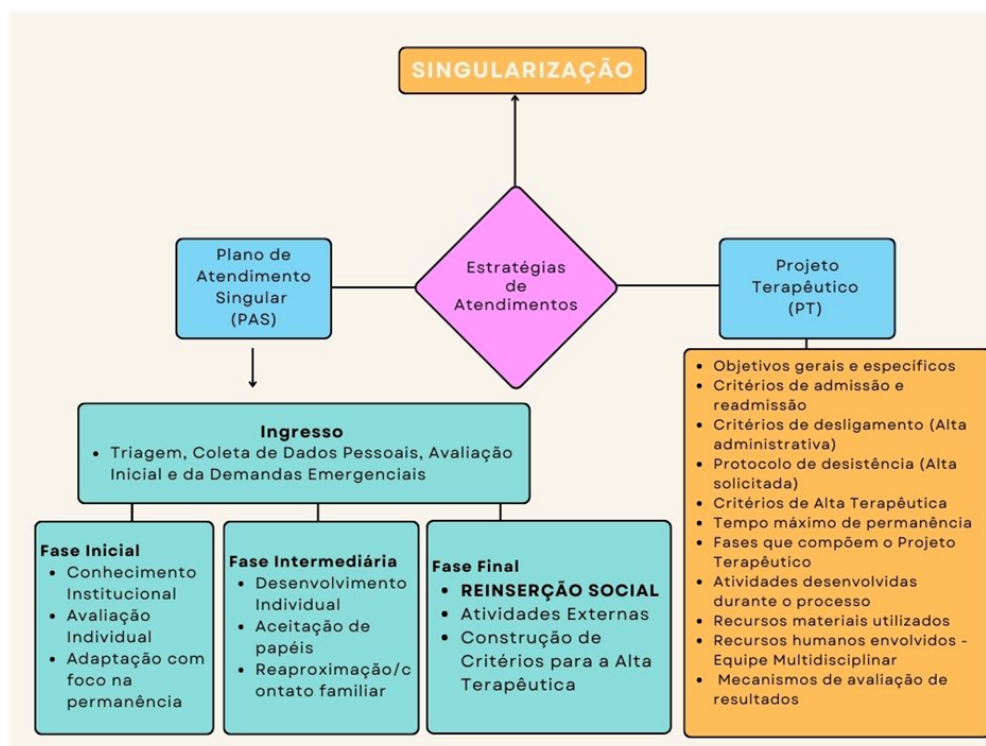 SINGULARIZAÇÃO
Plano de
Atendimento
Singular
(PAS)
Estratégias
de
Atendimentos
Projeto
Terapêutico
(PT)
Ingresso
• Triagem, Coleta de Dados Pessoais, Avaliação
Inicial e da Demandas Emergenciais
Fase Inicial
• Conhecimento
Institucional
• Avaliação
Individual
• Adaptação com
foco na
permanência
Fase Intermediária
• Desenvolvimento
Individual
• Aceitação de
papéis
• Reaproximação/c
ontato familiar
Fase Final
• REINSERÇÃO SOCIAL
• Atividades Externas
• Construção de
Critérios para a Alta
Terapêutica
• Objetivos gerais e específicos
• Critérios de admissão e
readmissão
• Critérios de desligamento (Alta
administrativa)
• Protocolo de desistência (Alta
solicitada)
• Critérios de Alta Terapêutica
• Tempo máximo de permanência
• Fases que compõem o Projeto
Terapêutico
• Atividades desenvolvidas
durante o processo
• Recursos materiais utilizados
• Recursos humanos envolvidos -
Equipe Multidisciplinar
• Mecanismos de avaliação de
resultados